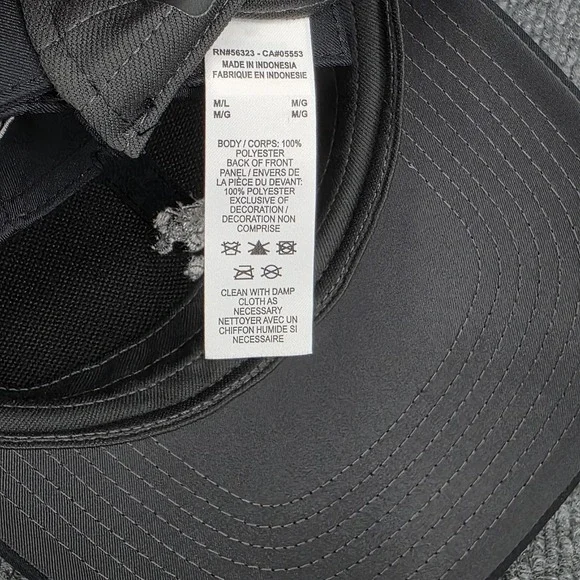 RN#56323 - CA#05553
MADE IN INDONESIA
FABRIQUE EN INDONESIE
M/L M/G
M/G M/G
BODY / CORPS: 100%
POLYESTER
BACK OF FRONT
PANEL / ENVERS DE
LA PIÈCE DU DEVANT:
100% POLYESTER
EXCLUSIVE OF
DECORATION /
DECORATION NON
COMPRISE
CLEAN WITH DAMP
CLOTH AS
NECESSARY
NETTOYER AVEC UN
CHIFFON HUMIDE SI
NECESSAIRE